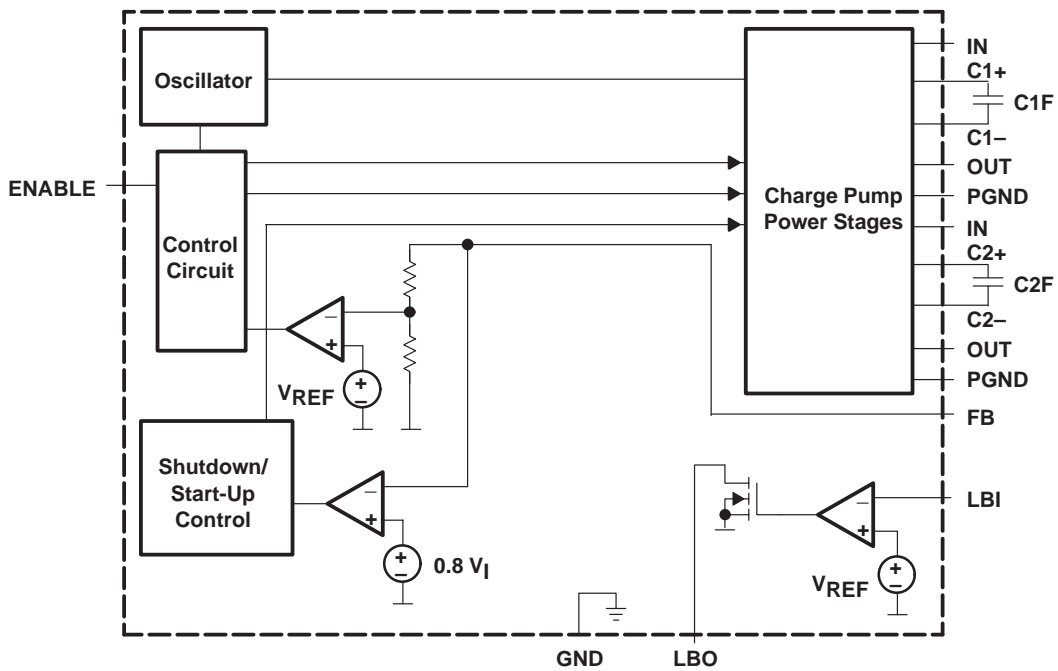 Oscillator
ENABLE
Control
Circuit
VREF
+
−
−
+
Shutdown/
Start-Up
Control
−
+
+
−
0.8 VI
Charge Pump
Power Stages
IN
C1+
C1F
C1−
OUT
PGND
IN
C2+
C2F
C2−
OUT
PGND
FB
LBI
−
+
+
−
VREF
GND
LBO